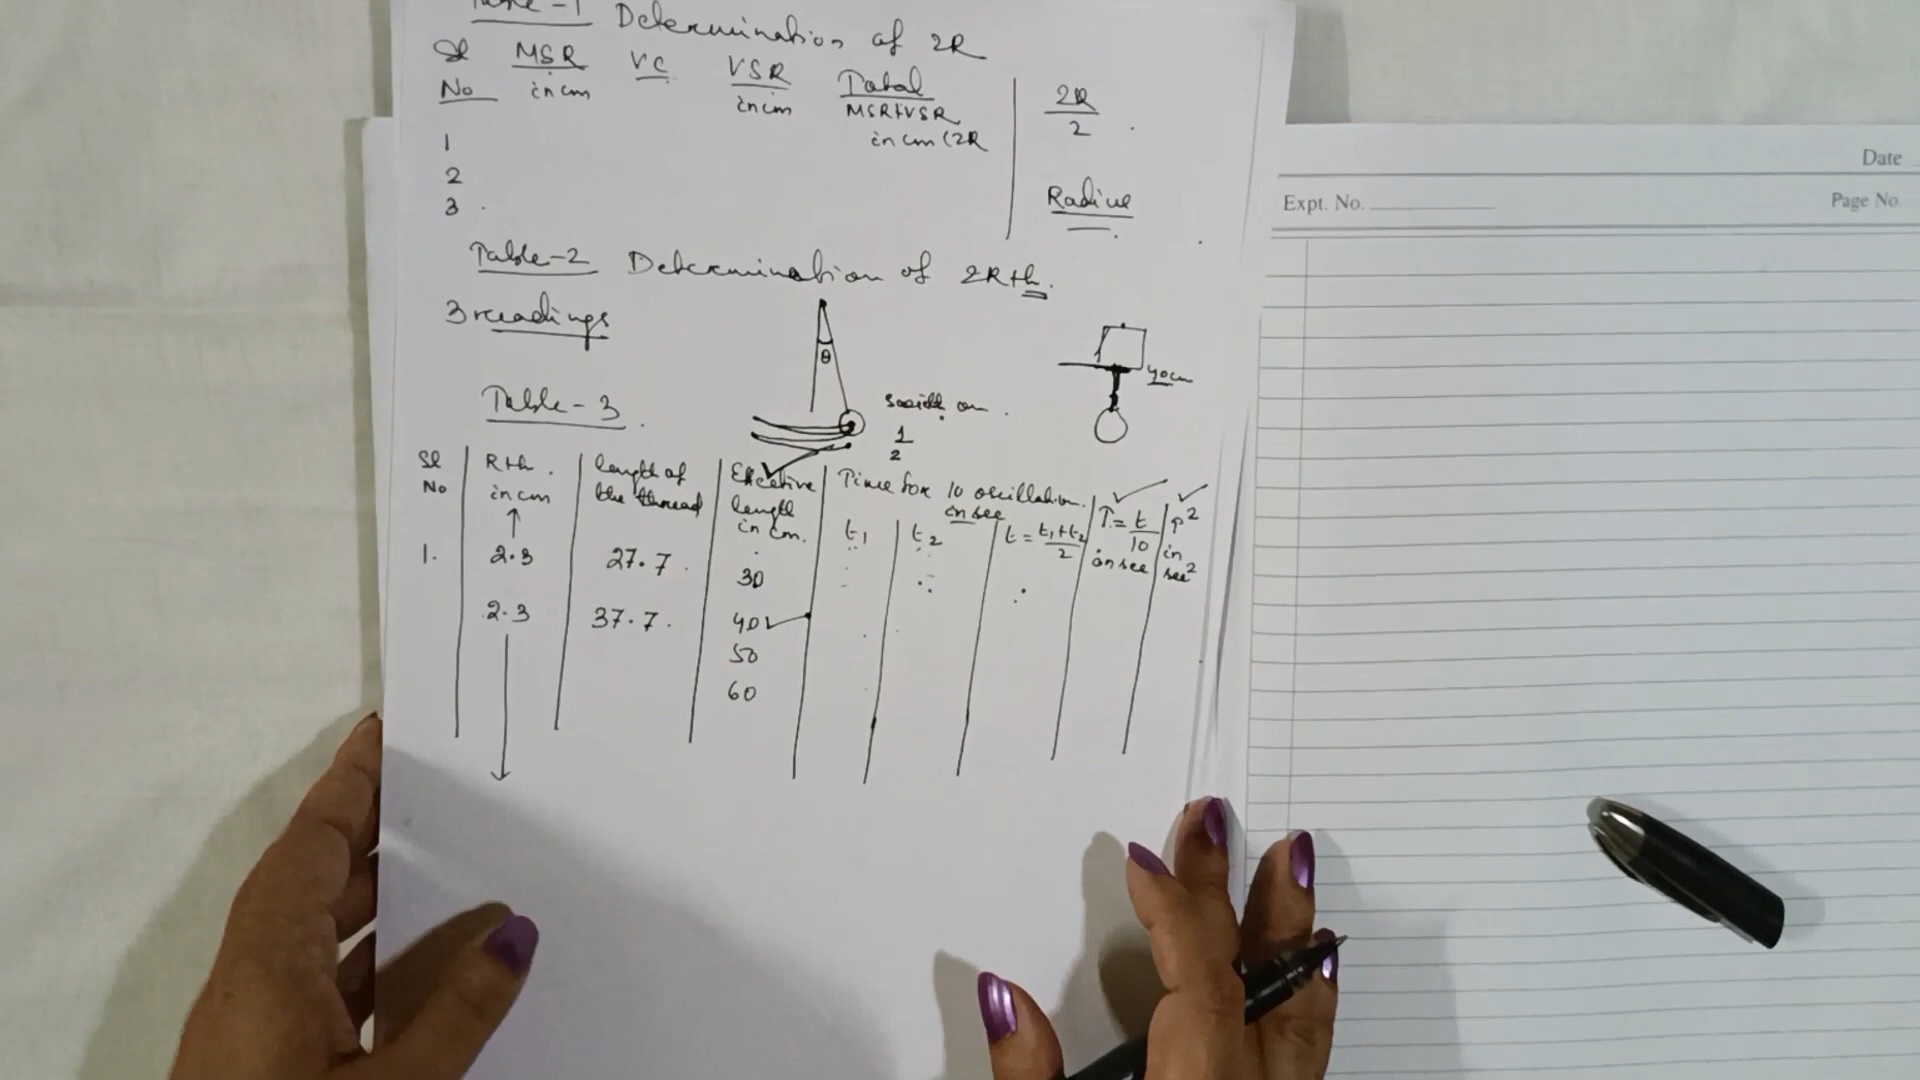 Table-1 Determination of 2R
Sl No MSR in cm VC VSR in cm Total MSR+VSR in cm (2R 2R/2
1
2
3
Radius
Table-2 Determination of 2R+h.
3 readings
θ
40cm
1
2
Table-3
Sl No R+h in cm length of the thread Effective length in cm. Time for 10 oscillation in sec T = t/10 in sec T² in sec²
t1 t2 t = t1+t2/2
1. 2.3 27.7 30
2.3 37.7 40
50
60
Date
Expt. No. Page No.